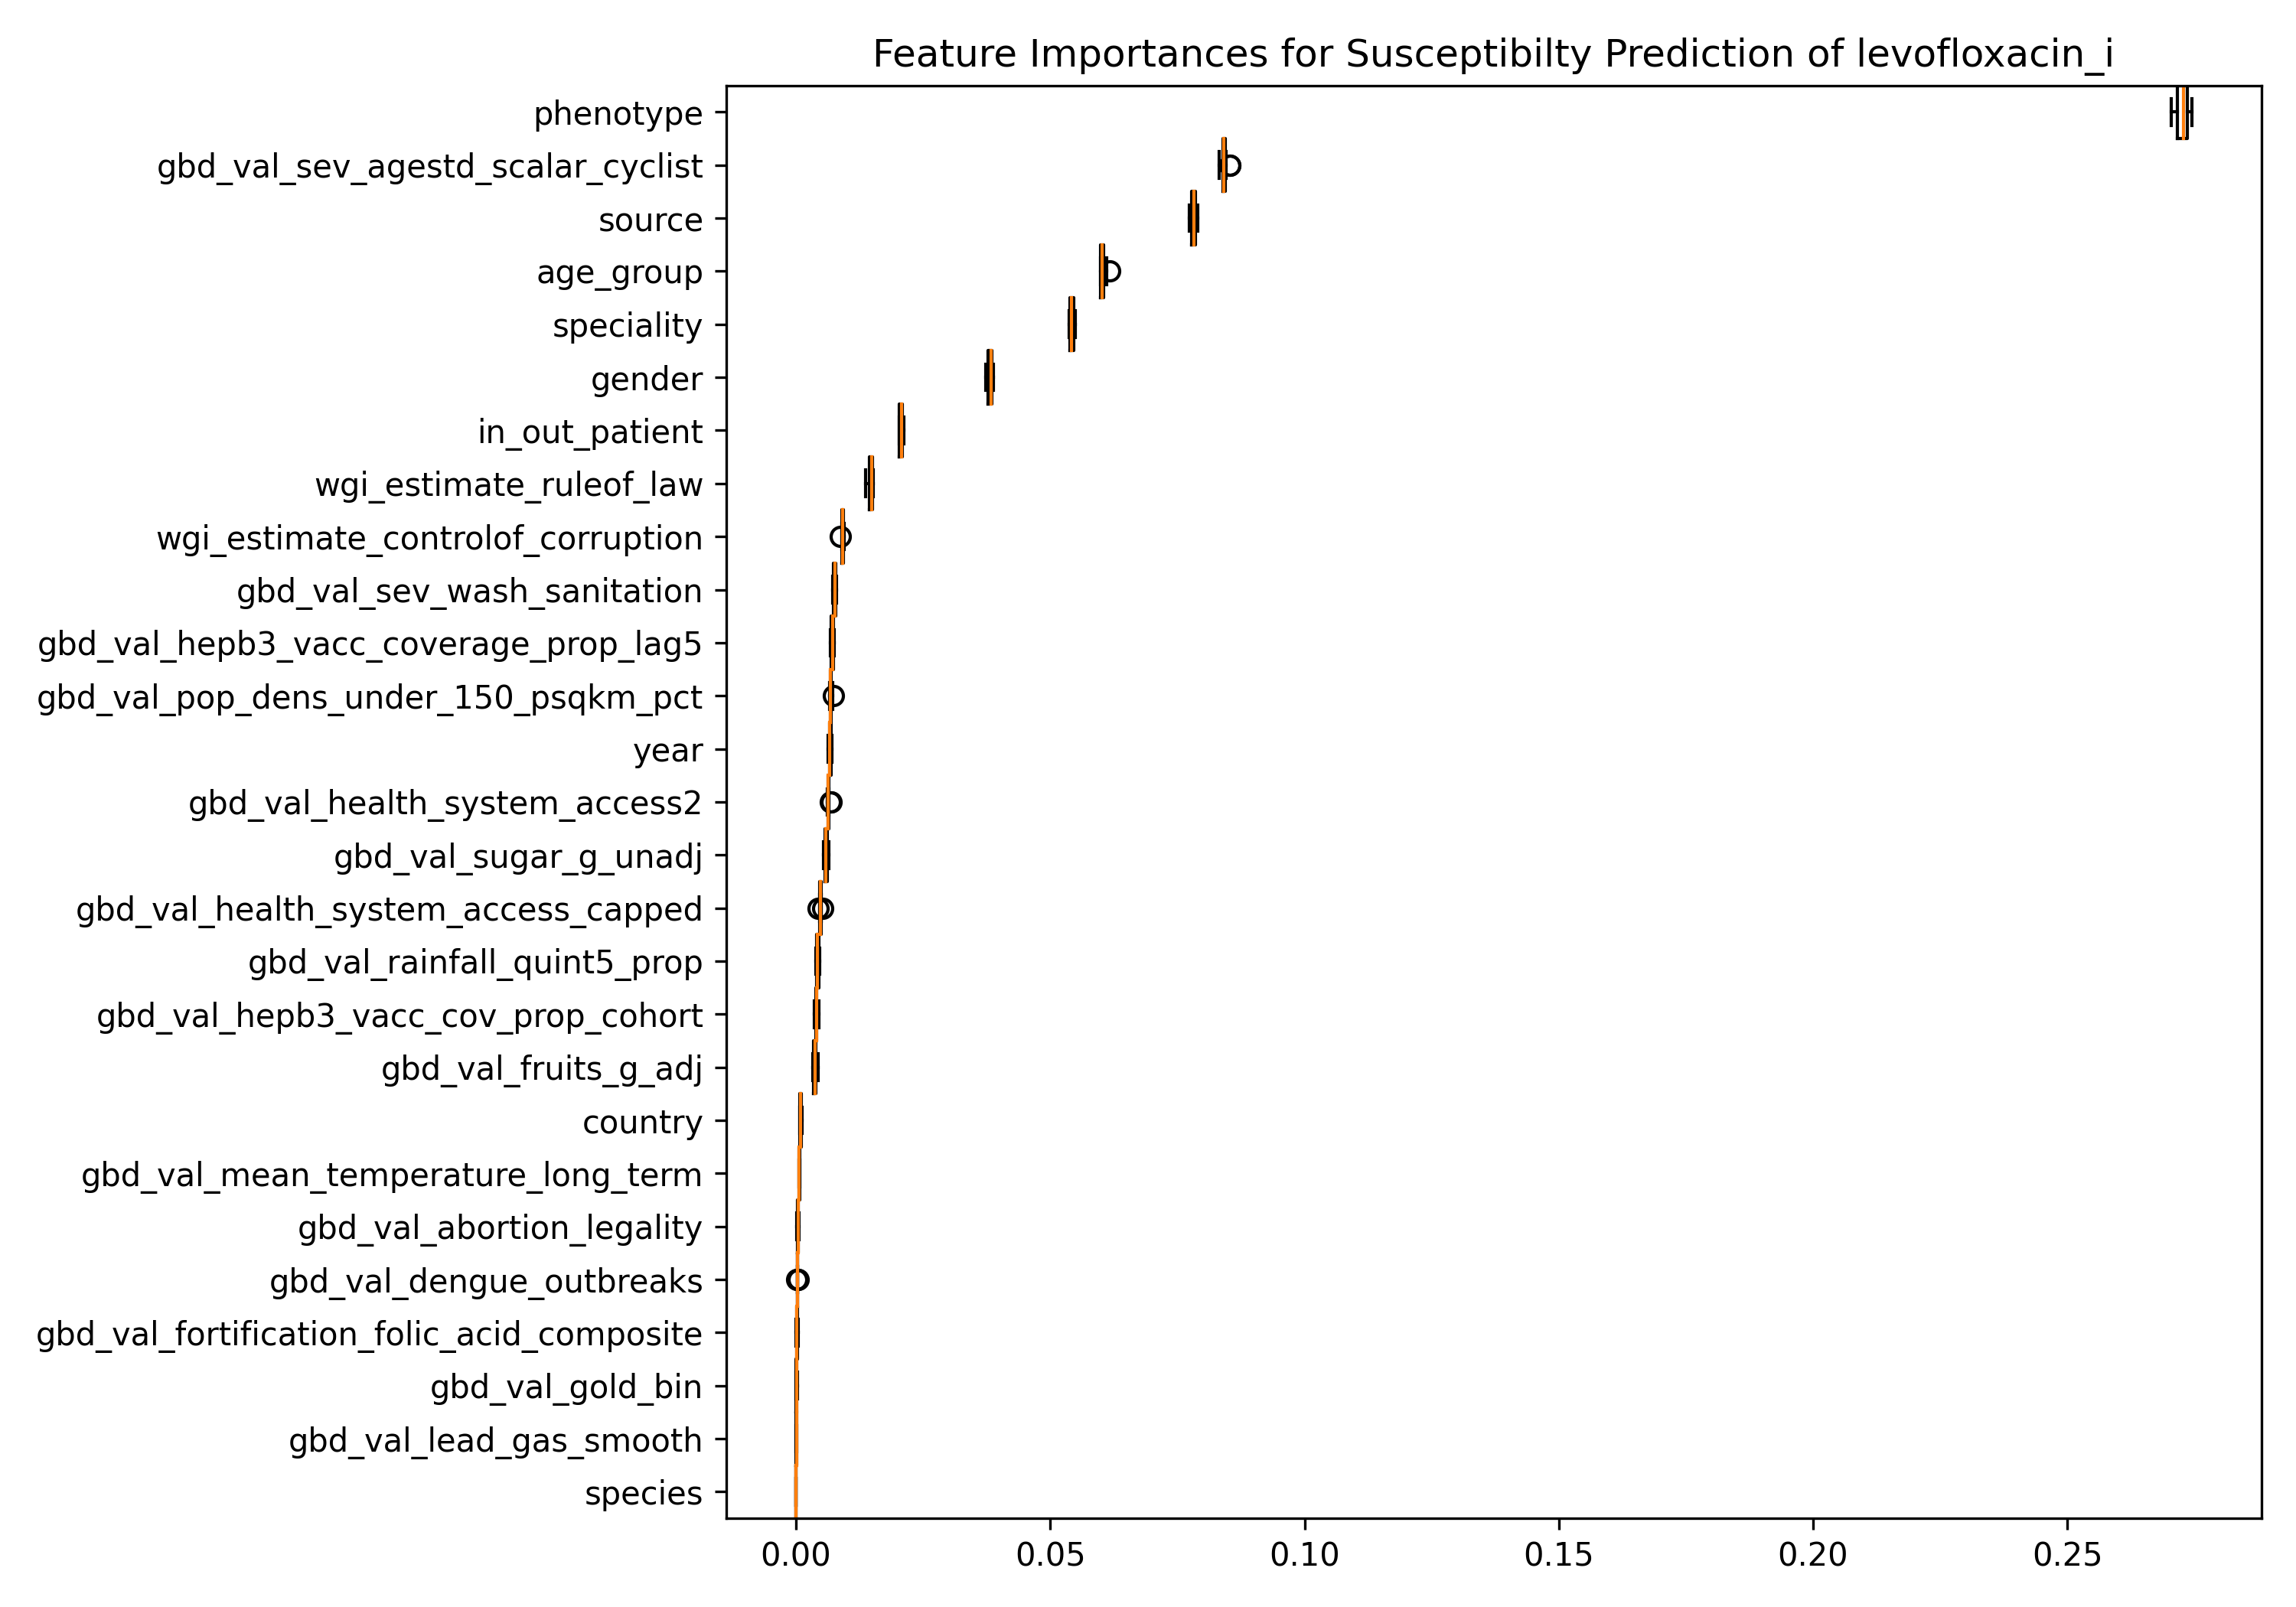 Feature Importances for Susceptibilty Prediction of levofloxacin_i
phenotype
gbd_val_sev_agestd_scalar_cyclist
source
age_group
speciality
gender
in_out_patient
wgi_estimate_ruleof_law
wgi_estimate_controlof_corruption
gbd_val_sev_wash_sanitation
gbd_val_hepb3_vacc_coverage_prop_lag5
gbd_val_pop_dens_under_150_psqkm_pct
year
gbd_val_health_system_access2
gbd_val_sugar_g_unadj
gbd_val_health_system_access_capped
gbd_val_rainfall_quint5_prop
gbd_val_hepb3_vacc_cov_prop_cohort
gbd_val_fruits_g_adj
country
gbd_val_mean_temperature_long_term
gbd_val_abortion_legality
gbd_val_dengue_outbreaks
gbd_val_fortification_folic_acid_composite
gbd_val_gold_bin
gbd_val_lead_gas_smooth
species
0.00 0.05 0.10 0.15 0.20 0.25